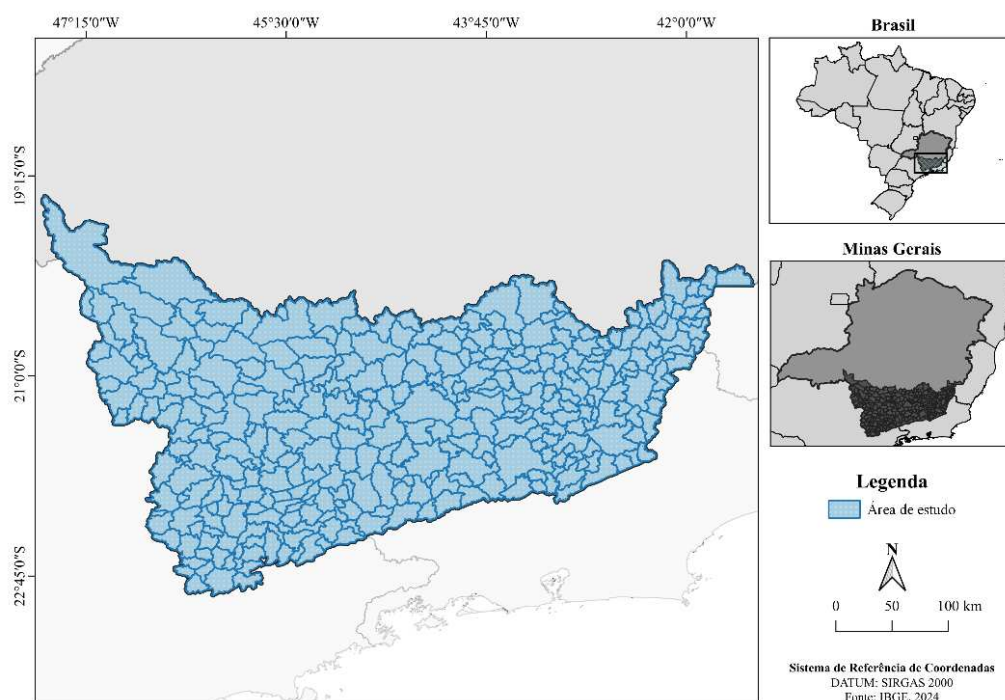 47°15'0"W
45°30'0"W
43°45'0"W
42°0'0"W
19°15'0"S
21°0'0"S
22°45'0"S
Brasil
Minas Gerais
Legenda
Área de estudo
N
0 50 100 km
Sistema de Referência de Coordenadas
DATUM: SIRGAS 2000
Fonte: IBGE, 2024